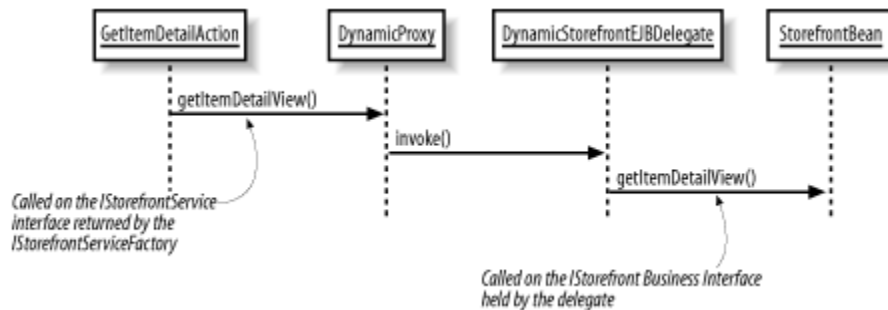 GetItemDetailAction
DynamicProxy
DynamicStorefrontEJBDelegate
StorefrontBean
getItemDetailView()
invoke()
getItemDetailView()
Called on the IStorefrontService
interface returned by the
IStorefrontServiceFactory
Called on the IStorefront Business Interface
held by the delegate